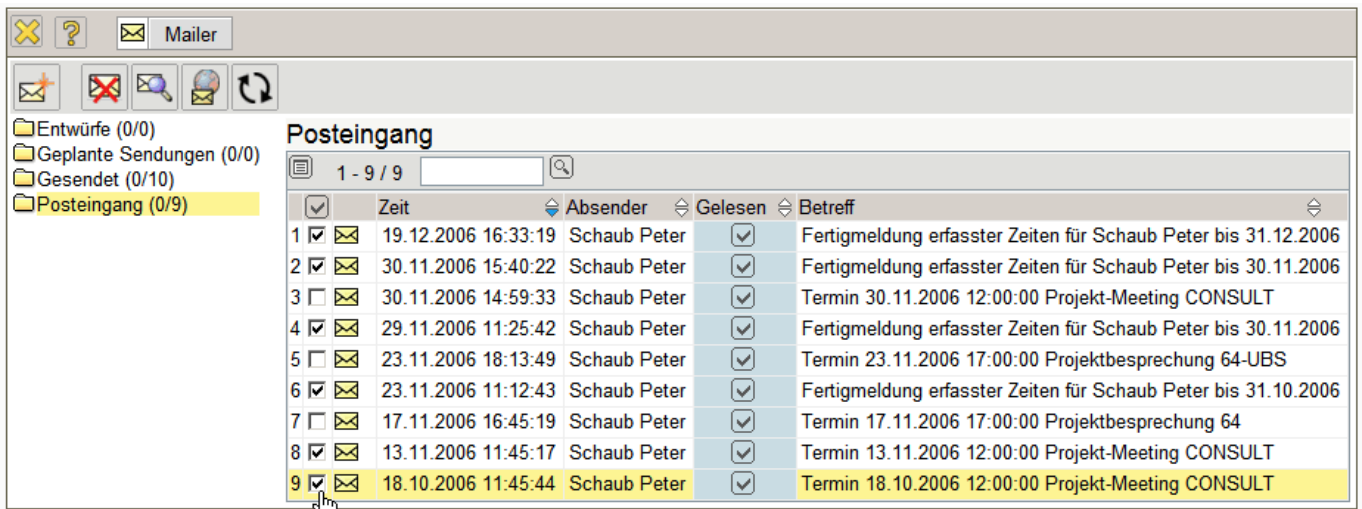 Mailer
Entwürfe (0/0)
Geplante Sendungen (0/0)
Gesendet (0/10)
Posteingang (0/9)
Posteingang
1 - 9 / 9
Zeit Absender Gelesen Betreff
1 19.12.2006 16:33:19 Schaub Peter Fertigmeldung erfasster Zeiten für Schaub Peter bis 31.12.2006
2 30.11.2006 15:40:22 Schaub Peter Fertigmeldung erfasster Zeiten für Schaub Peter bis 30.11.2006
3 30.11.2006 14:59:33 Schaub Peter Termin 30.11.2006 12:00:00 Projekt-Meeting CONSULT
4 29.11.2006 11:25:42 Schaub Peter Fertigmeldung erfasster Zeiten für Schaub Peter bis 30.11.2006
5 23.11.2006 18:13:49 Schaub Peter Termin 23.11.2006 17:00:00 Projektbesprechung 64-UBS
6 23.11.2006 11:12:43 Schaub Peter Fertigmeldung erfasster Zeiten für Schaub Peter bis 31.10.2006
7 17.11.2006 16:45:19 Schaub Peter Termin 17.11.2006 17:00:00 Projektbesprechung 64
8 13.11.2006 11:45:17 Schaub Peter Termin 13.11.2006 12:00:00 Projekt-Meeting CONSULT
9 18.10.2006 11:45:44 Schaub Peter Termin 18.10.2006 12:00:00 Projekt-Meeting CONSULT